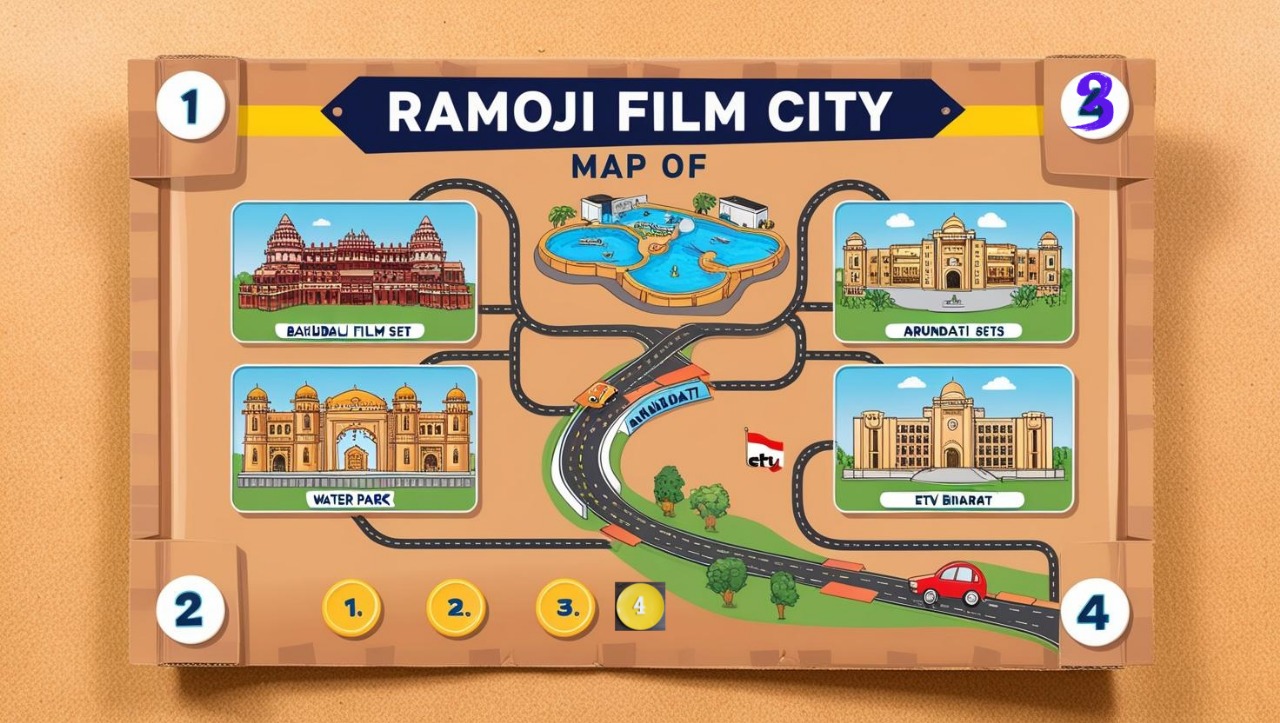 1
3
RAMOJI FILM CITY
MAP OF
FILM SET
ARUNDATI SETS
WATER PARK
ETV BHARAT
etv
2
1.
2.
3.
4
4